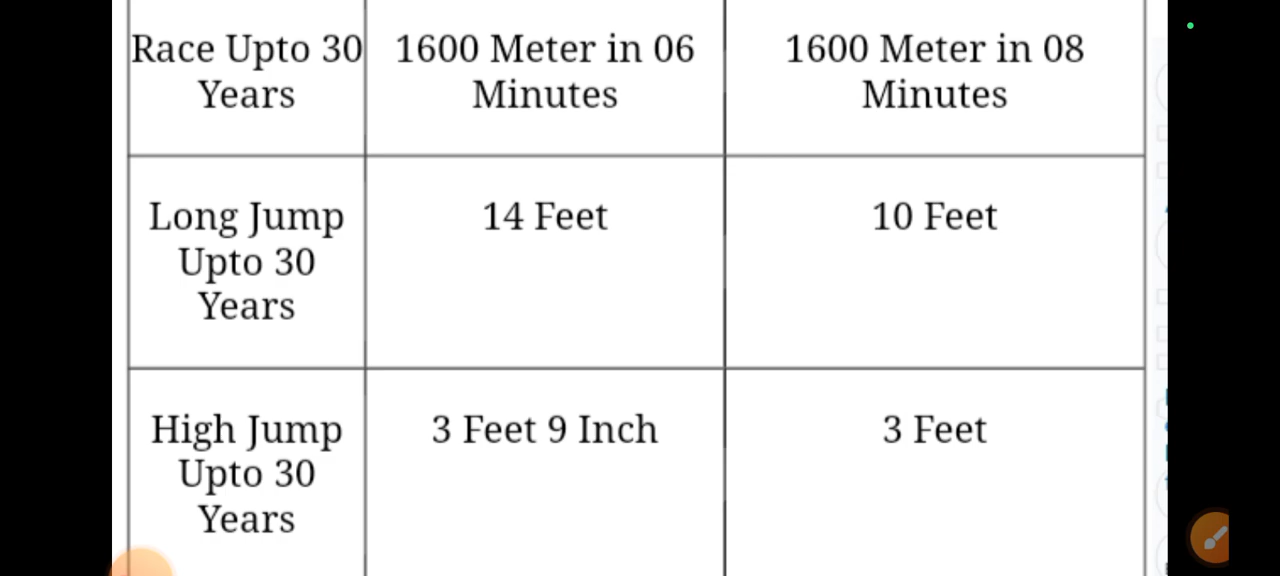 Race Upto 30
Years
1600 Meter in 06
Minutes
1600 Meter in 08
Minutes
Long Jump
Upto 30
Years
14 Feet
10 Feet
High Jump
Upto 30
Years
3 Feet 9 Inch
3 Feet